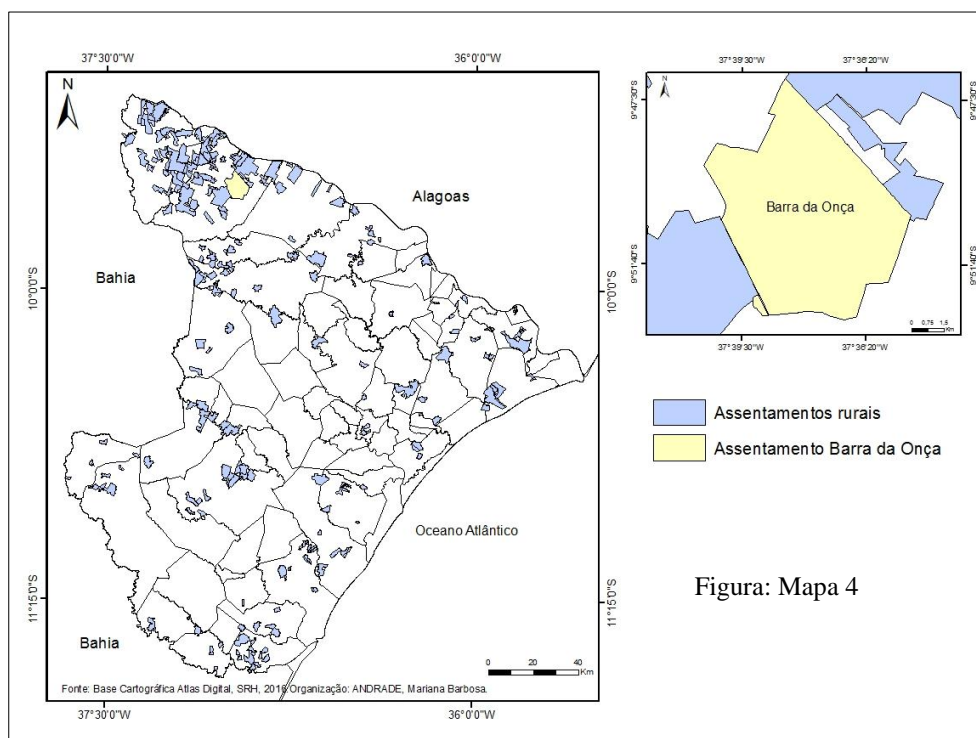 37°30'0"W
36°0'0"W
N
Alagoas
Bahia
10°0'0"S
10°0'0"S
Oceano Atlântico
11°15'0"S
11°15'0"S
Bahia
0 20 40
Km
Fonte: Base Cartográfica Atlas Digital, SRH, 2016 Organização: ANDRADE, Mariana Barbosa.
37°30'0"W
36°0'0"W
37°39'30"W
37°36'20"W
N
9°47'30"S
9°47'30"S
Barra da Onça
9°51'40"S
9°51'40"S
0 0.75 1.5
Km
37°39'30"W
37°36'20"W
Assentamentos rurais
Assentamento Barra da Onça
Figura: Mapa 4